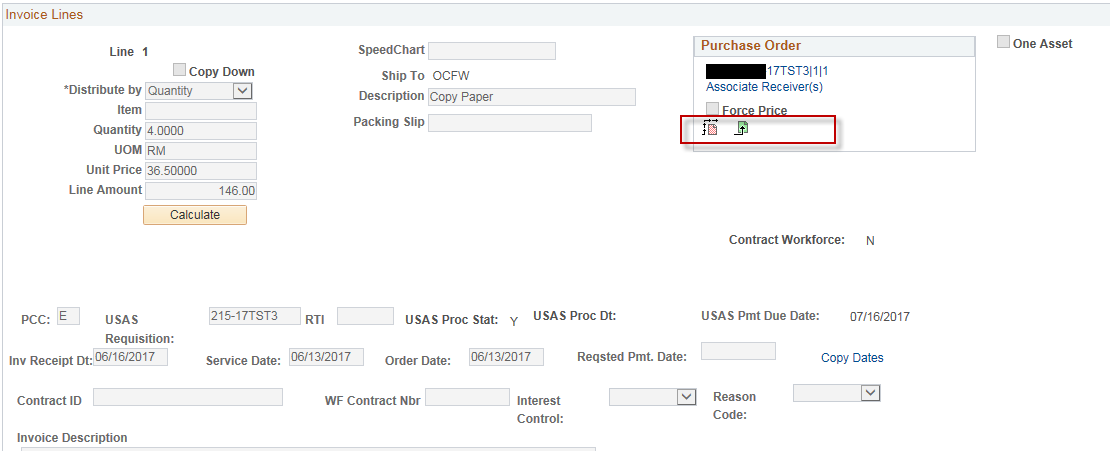 Invoice Lines
Line 1
Copy Down
*Distribute by Quantity
Item
Quantity 4.0000
UOM RM
Unit Price 36.50000
Line Amount 146.00
Calculate
SpeedChart
Ship To OCFW
Description Copy Paper
Packing Slip
Purchase Order
17TST3|1|1
Associate Receiver(s)
Force Price
One Asset
Contract Workforce: N
PCC: E USAS Requisition: 215-17TST3 RTI USAS Proc Stat: Y USAS Proc Dt: USAS Pmt Due Date: 07/16/2017
Inv Receipt Dt: 06/16/2017 Service Date: 06/13/2017 Order Date: 06/13/2017 Reqsted Pmt. Date: Copy Dates
Contract ID WF Contract Nbr Interest Control: Reason Code:
Invoice Description